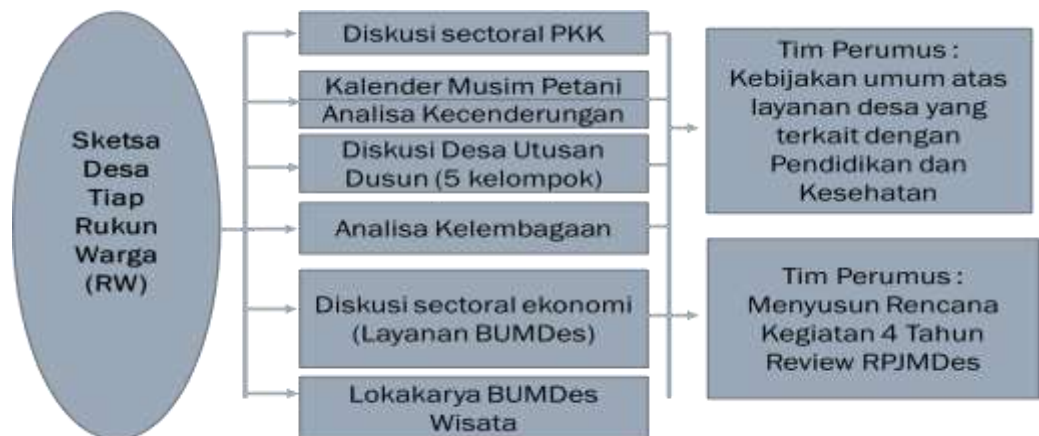 Sketsa
Desa
Tiap
Rukun
Warga
(RW)
Diskusi sectoral PKK
Kalender Musim Petani
Analisa Kecenderungan
Diskusi Desa Utusan
Dusun (5 kelompok)
Analisa Kelembagaan
Diskusi sectoral ekonomi
(Layanan BUMDes)
Lokakarya BUMDes
Wisata
Tim Perumus :
Kebijakan umum atas
layanan desa yang
terkait dengan
Pendidikan dan
Kesehatan
Tim Perumus :
Menyusun Rencana
Kegiatan 4 Tahun
Review RPJMDes